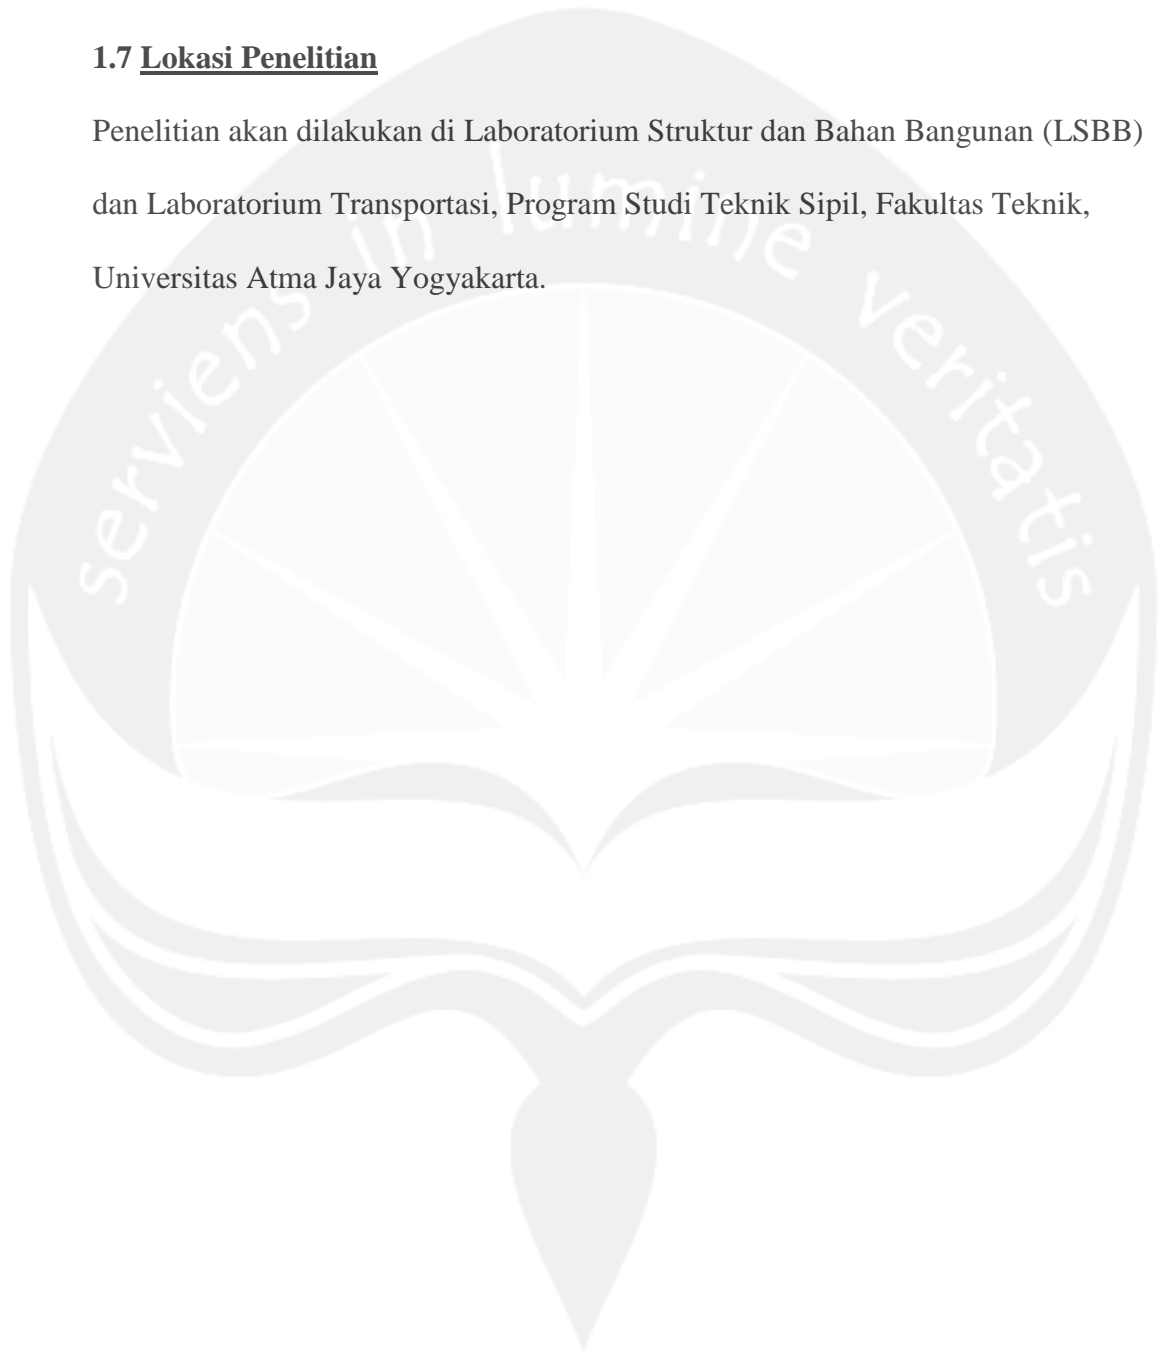 1.7 Lokasi Penelitian
Penelitian akan dilakukan di Laboratorium Struktur dan Bahan Bangunan (LSBB)
dan Laboratorium Transportasi, Program Studi Teknik Sipil, Fakultas Teknik,
Universitas Atma Jaya Yogyakarta.
serviens in lumine veritatis